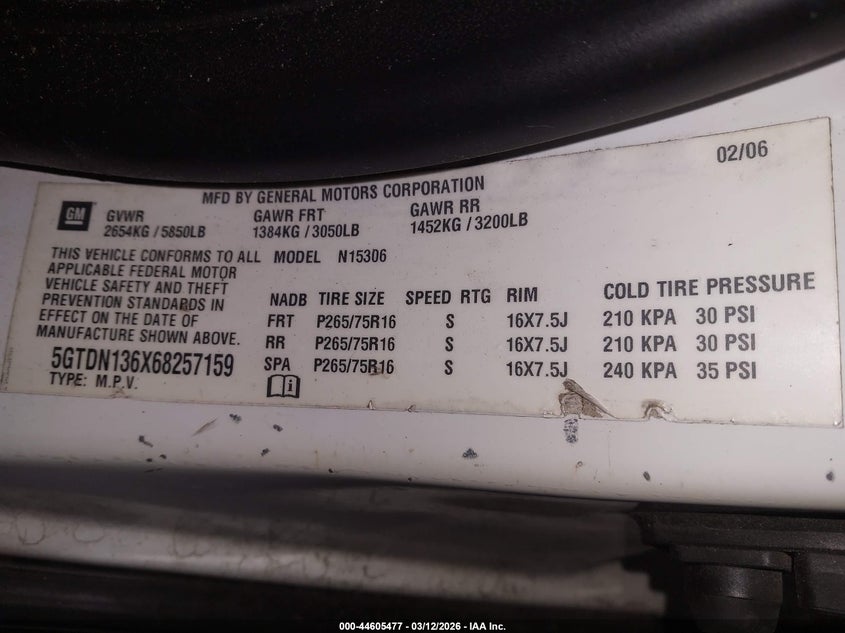 02/06
MFD BY GENERAL MOTORS CORPORATION
GM
GVWR GAWR FRT GAWR RR
2654KG / 5850LB 1384KG / 3050LB 1452KG / 3200LB
THIS VEHICLE CONFORMS TO ALL
APPLICABLE FEDERAL MOTOR
VEHICLE SAFETY AND THEFT
PREVENTION STANDARDS IN
EFFECT ON THE DATE OF
MANUFACTURE SHOWN ABOVE.
5GTDN136X68257159
TYPE: M.P.V.
MODEL N15306
NADB TIRE SIZE SPEED RTG RIM COLD TIRE PRESSURE
FRT P265/75R16 S 16X7.5J 210 KPA 30 PSI
RR P265/75R16 S 16X7.5J 210 KPA 30 PSI
SPA P265/75R16 S 16X7.5J 240 KPA 35 PSI
000-44605477 - 03/12/2026 - IAA Inc.